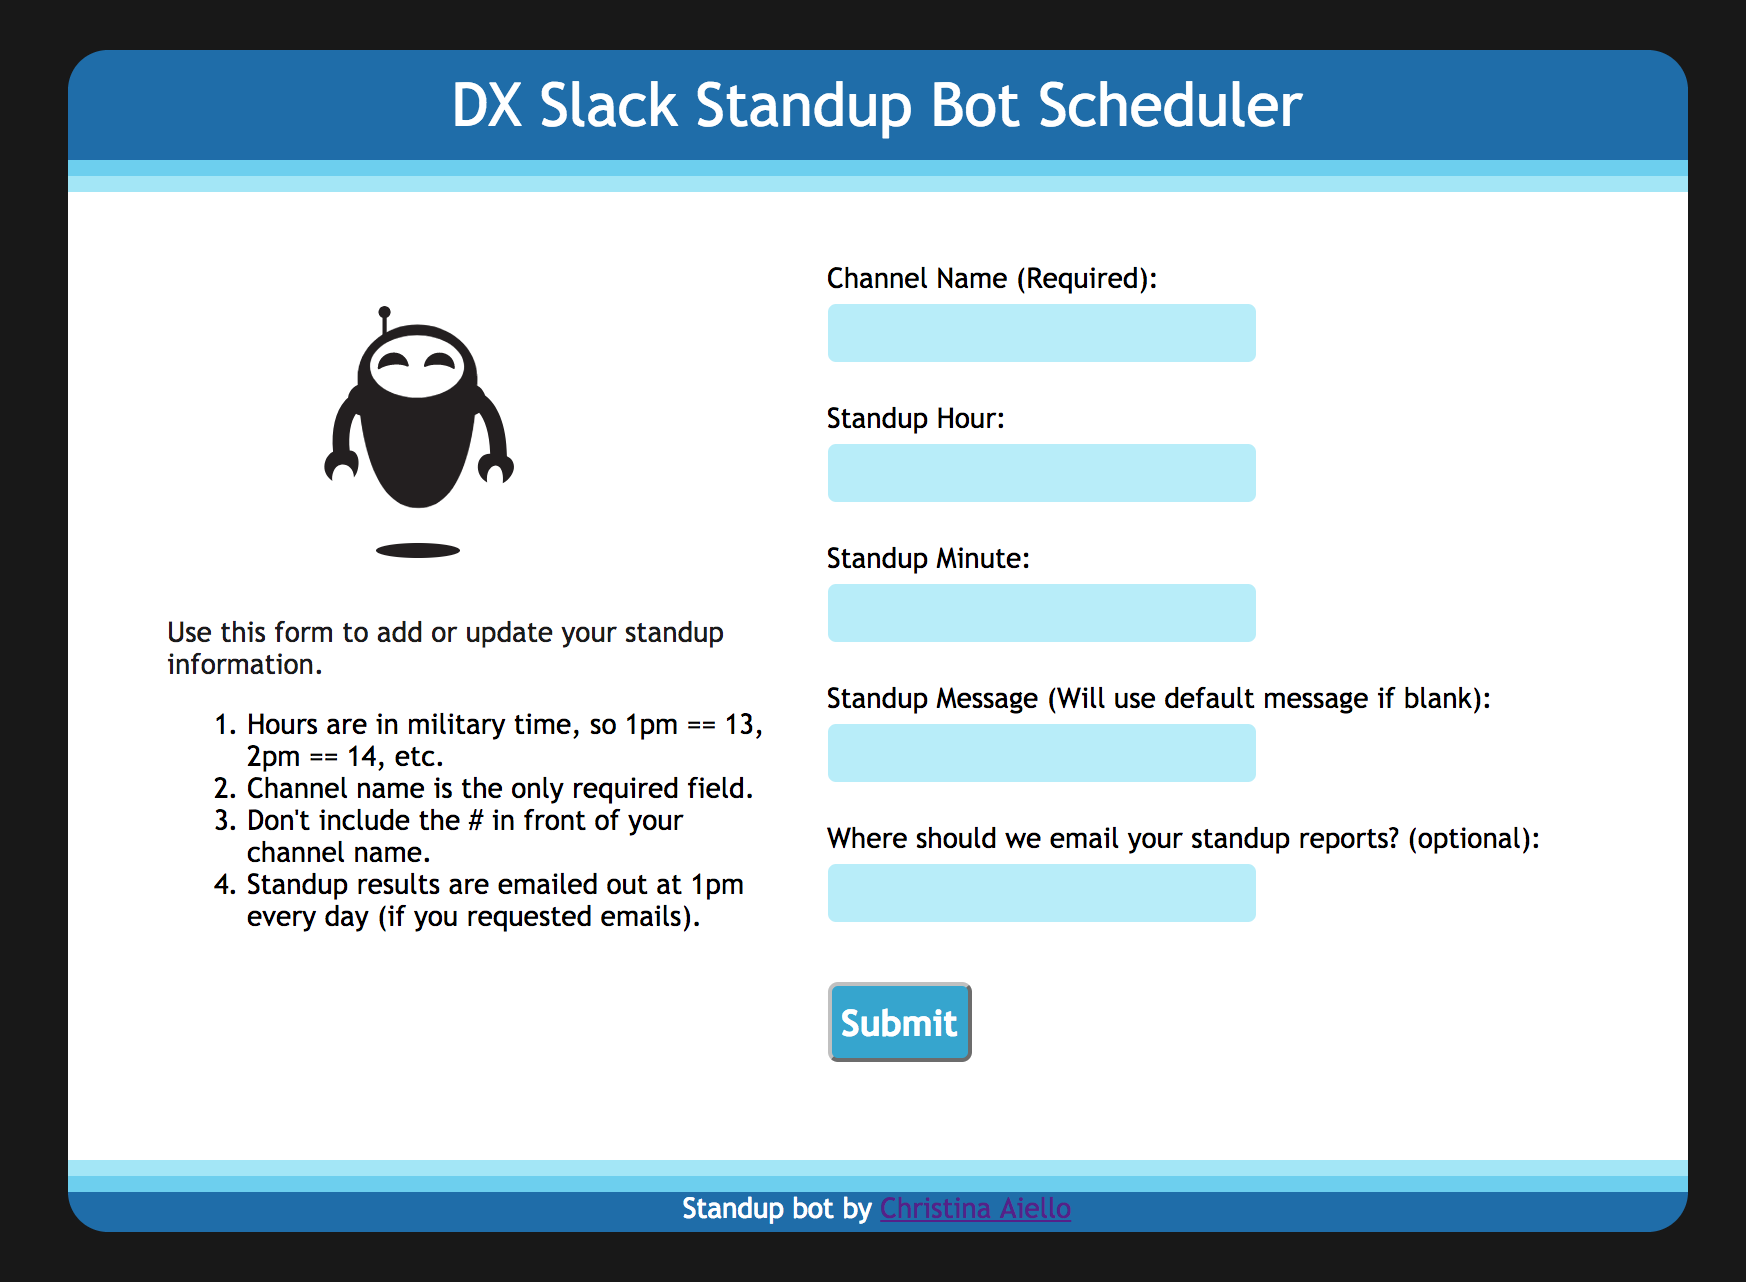 DX Slack Standup Bot Scheduler
Use this form to add or update your standup
information.
1. Hours are in military time, so 1pm == 13,
2pm == 14, etc.
2. Channel name is the only required field.
3. Don't include the # in front of your
channel name.
4. Standup results are emailed out at 1pm
every day (if you requested emails).
Channel Name (Required):
Standup Hour:
Standup Minute:
Standup Message (Will use default message if blank):
Where should we email your standup reports? (optional):
Submit
Standup bot by Christina Aiello